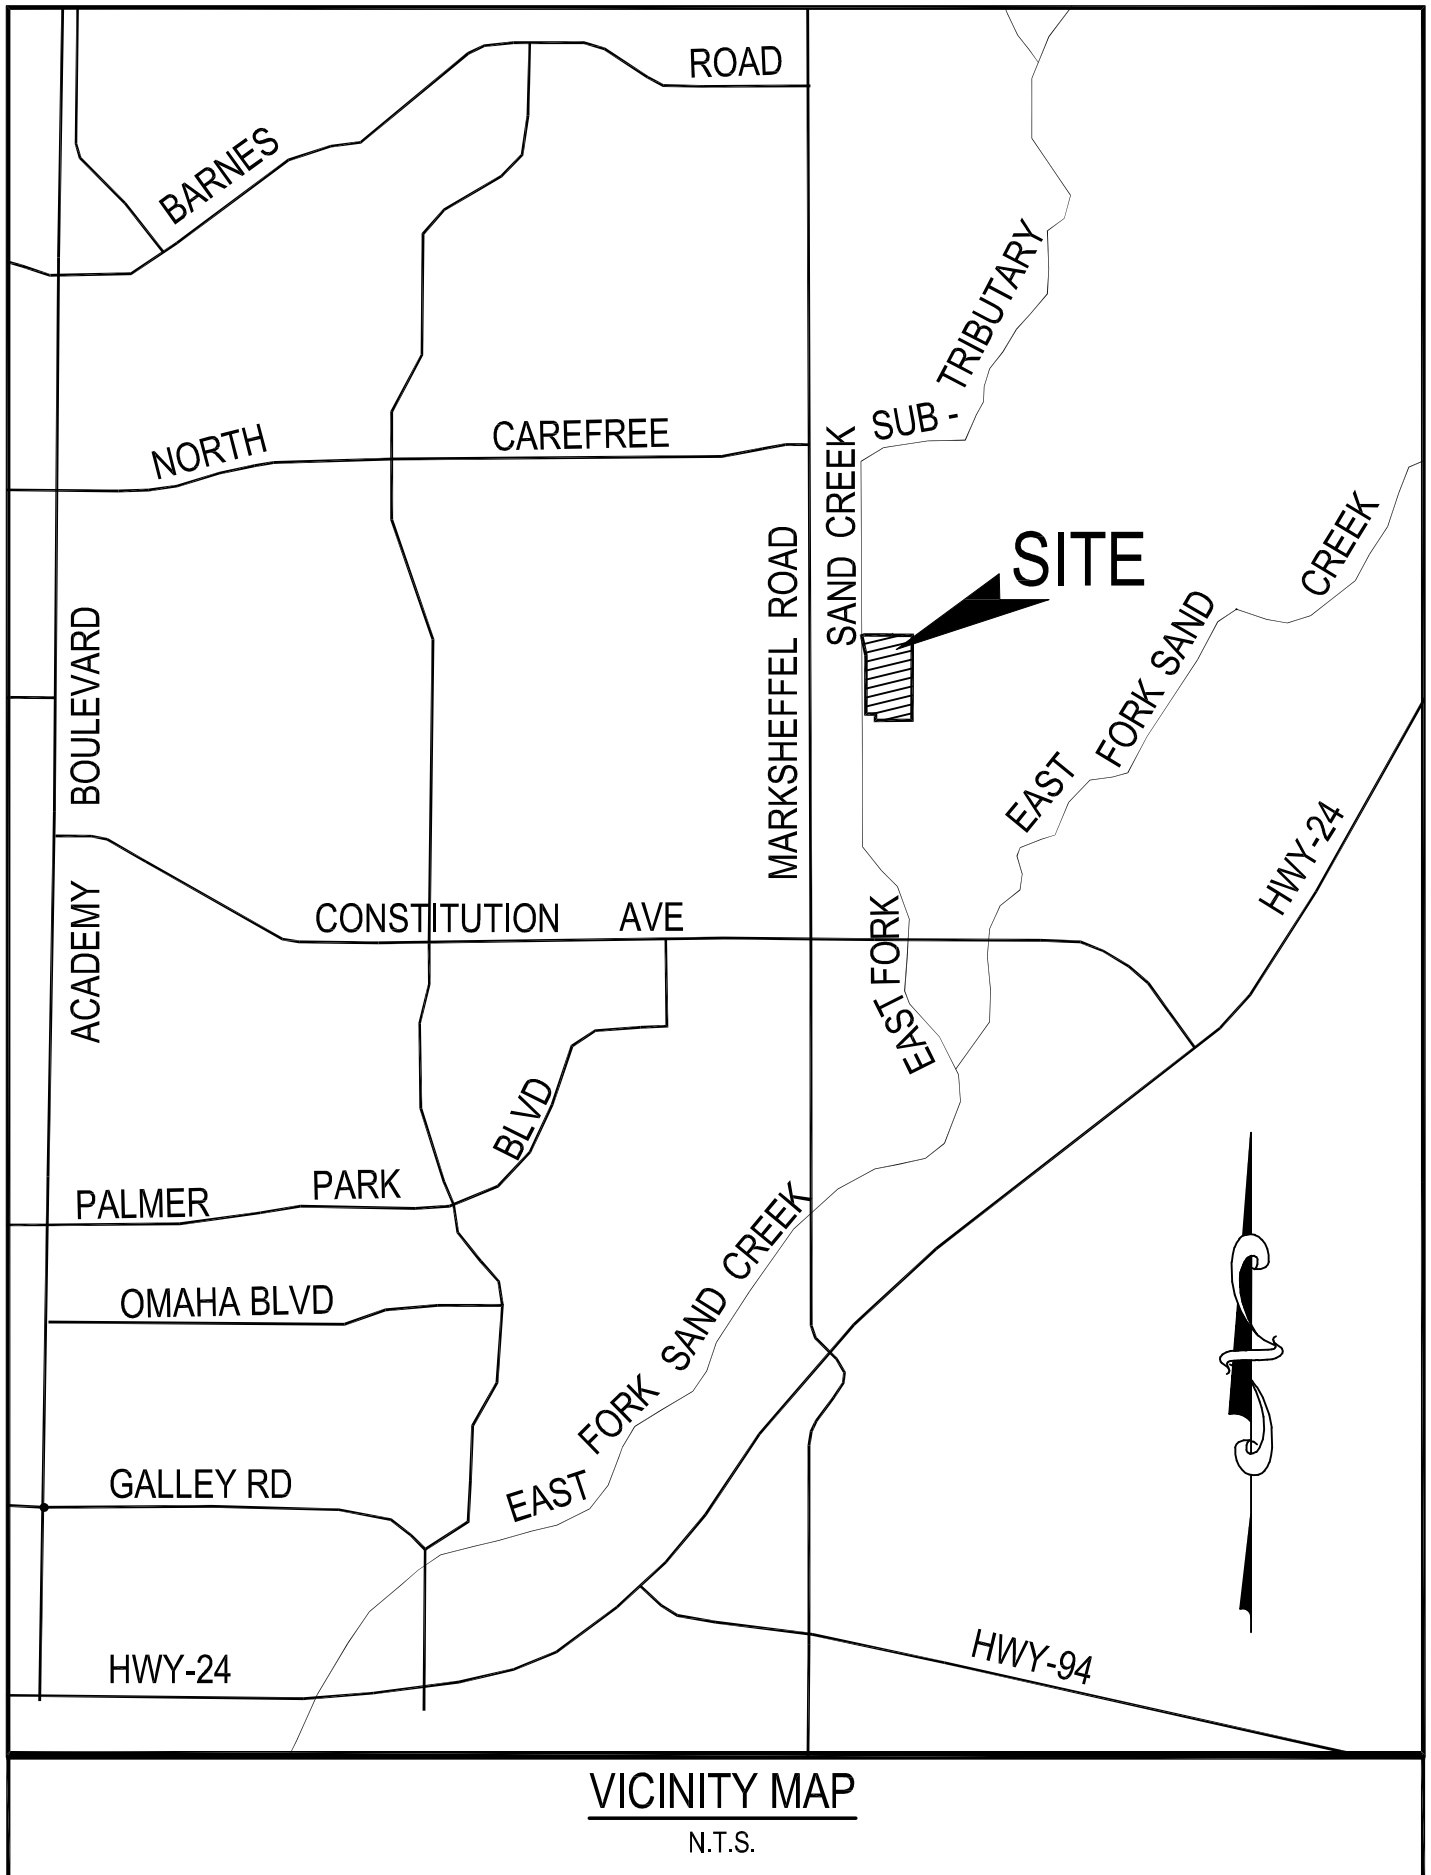 ROAD
BARNES
TRIBUTARY
SUB -
NORTH
CAREFREE
SAND CREEK
SITE
CREEK
MARKSHEFFEL ROAD
BOULEVARD
FORK SAND
EAST
HWY-24
ACADEMY
CONSTITUTION AVE
EAST FORK
BLVD
PALMER
PARK
OMAHA BLVD
EAST FORK SAND CREEK
GALLEY RD
HWY-24
HWY-94
VICINITY MAP
N.T.S.